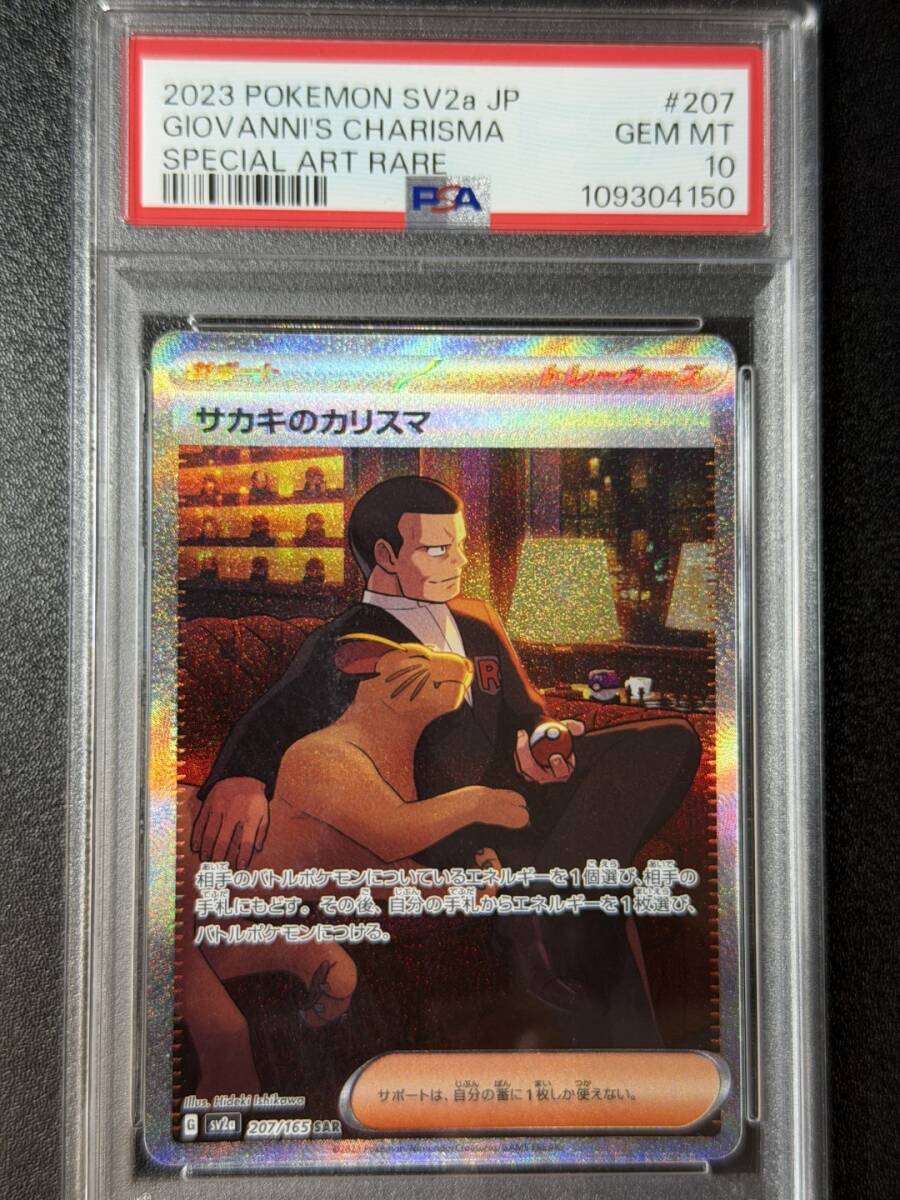 2023 POKEMON SV2a JP #207
GIOVANNI'S CHARISMA GEM MT
SPECIAL ART RARE 10
PSA 109304150
サポート トレーナーズ
サカキのカリスマ
R
相手のバトルポケモンについているエネルギーを1個選び、相手の
手札にもどす。その後、自分の手札からエネルギーを1枚選び、
バトルポケモンにつける。
サポートは、自分の番に1枚しか使えない。
Illus. Hideki Ishikawa
G sv2a 207/165 SAR
©2023 Pokémon/Nintendo/Creatures/GAME FREAK